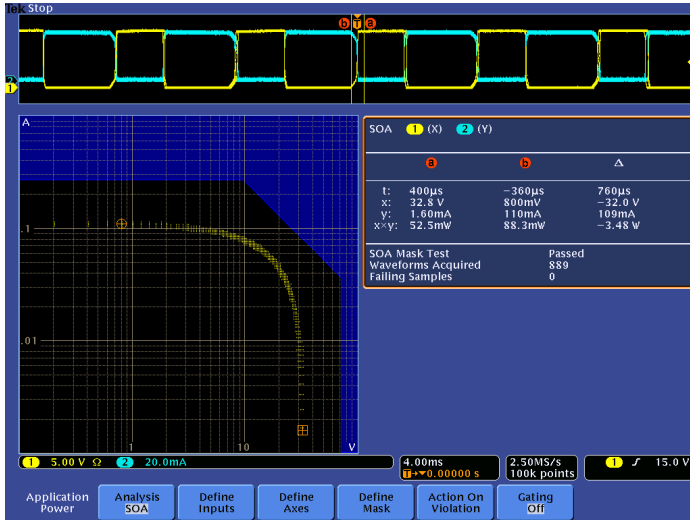 Tek Stop
b T a
2
1
A
SOA 1 (X) 2 (Y)
a b Δ
t: 400µs −360µs 760µs
x: 32.8 V 800mV −32.0 V
y: 1.60mA 110mA 109mA
x×y: 52.5mW 88.3mW −3.48 W
SOA Mask Test Passed
Waveforms Acquired 889
Failing Samples 0
.1
.01
1 10 V
1 5.00 V Ω 2 20.0mA
4.00ms 2.50MS/s 1 15.0 V
T→▼0.00000 s 100k points
Application Power
Analysis SOA
Define Inputs
Define Axes
Define Mask
Action On Violation
Gating Off